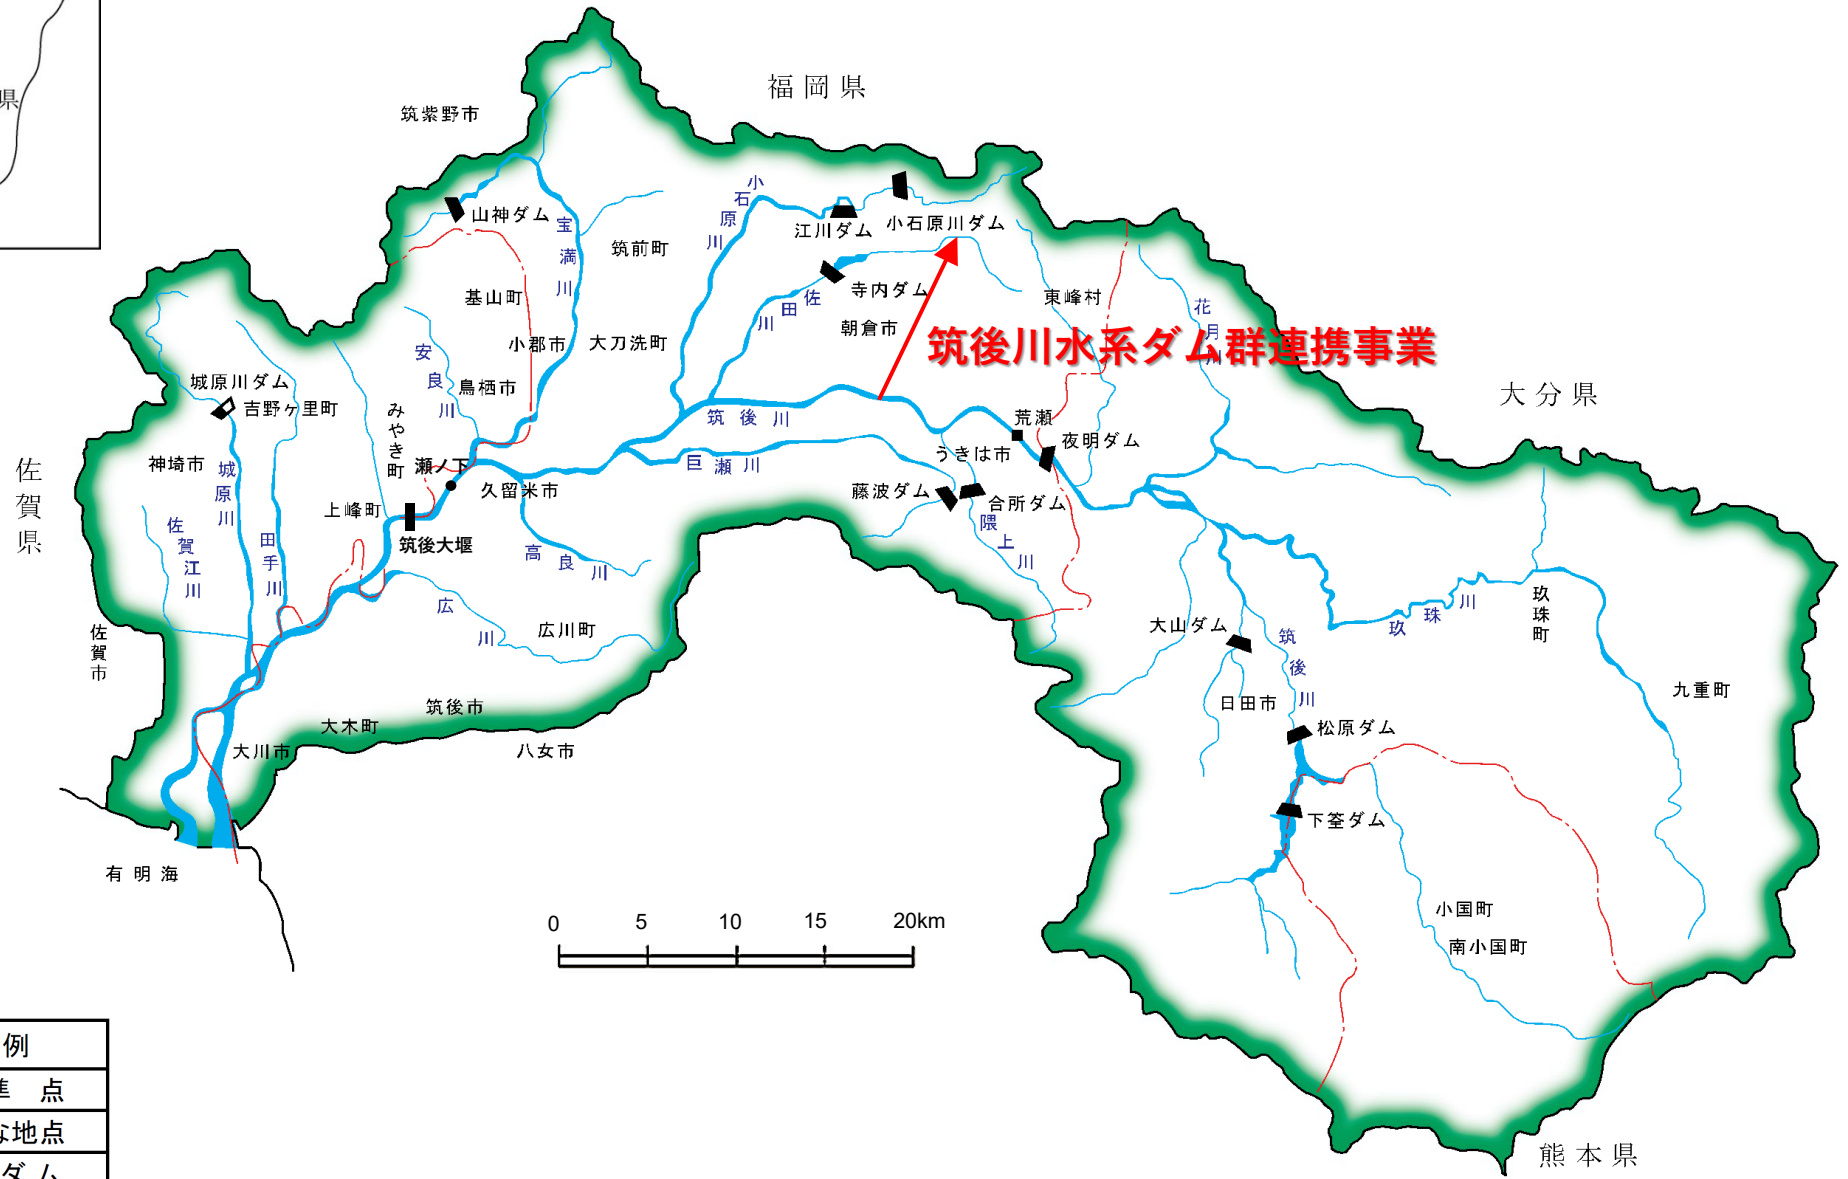 県
福岡県
筑紫野市
山神ダム
宝満川
筑前町
小石原川
江川ダム
小石原川ダム
寺内ダム
佐田川
朝倉市
東峰村
花月川
筑後川水系ダム群連携事業
基山町
小郡市
大刀洗町
安良川
鳥栖市
みやき町
城原川ダム
吉野ヶ里町
神埼市
城原川
佐賀県
佐賀江川
田手川
上峰町
瀬ノ下
久留米市
筑後大堰
筑後川
巨瀬川
高良川
荒瀬
うきは市
夜明ダム
藤波ダム
合所ダム
隈上川
大分県
広川
広川町
佐賀市
大川市
大木町
筑後市
八女市
有明海
大山ダム
筑後川
日田市
松原ダム
下筌ダム
玖珠川
玖珠町
九重町
小国町
南小国町
熊本県
0 5 10 15 20km
例
点
地点
ダム